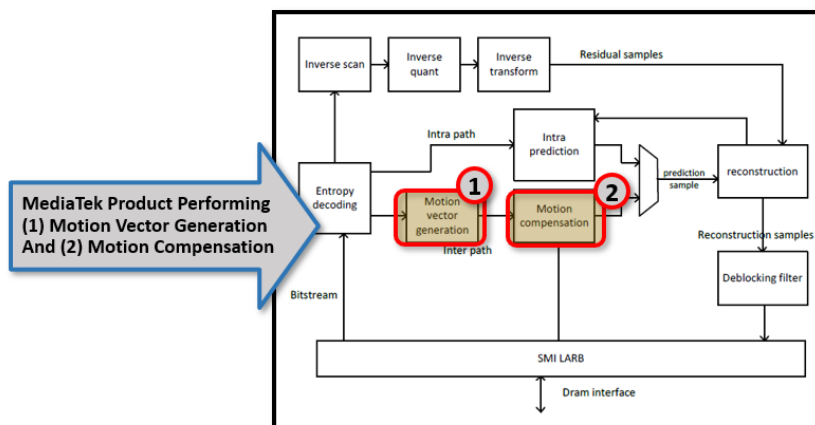 Inverse scan
Inverse
quant
Inverse
transform
Residual samples
Intra path
Intra
prediction
prediction
sample
reconstruction
Entropy
decoding
1
Motion
vector
generation
2
Motion
compensation
Inter path
Reconstruction samples
Deblocking filter
MediaTek Product Performing
(1) Motion Vector Generation
And (2) Motion Compensation
Bitstream
SMI LARB
Dram interface